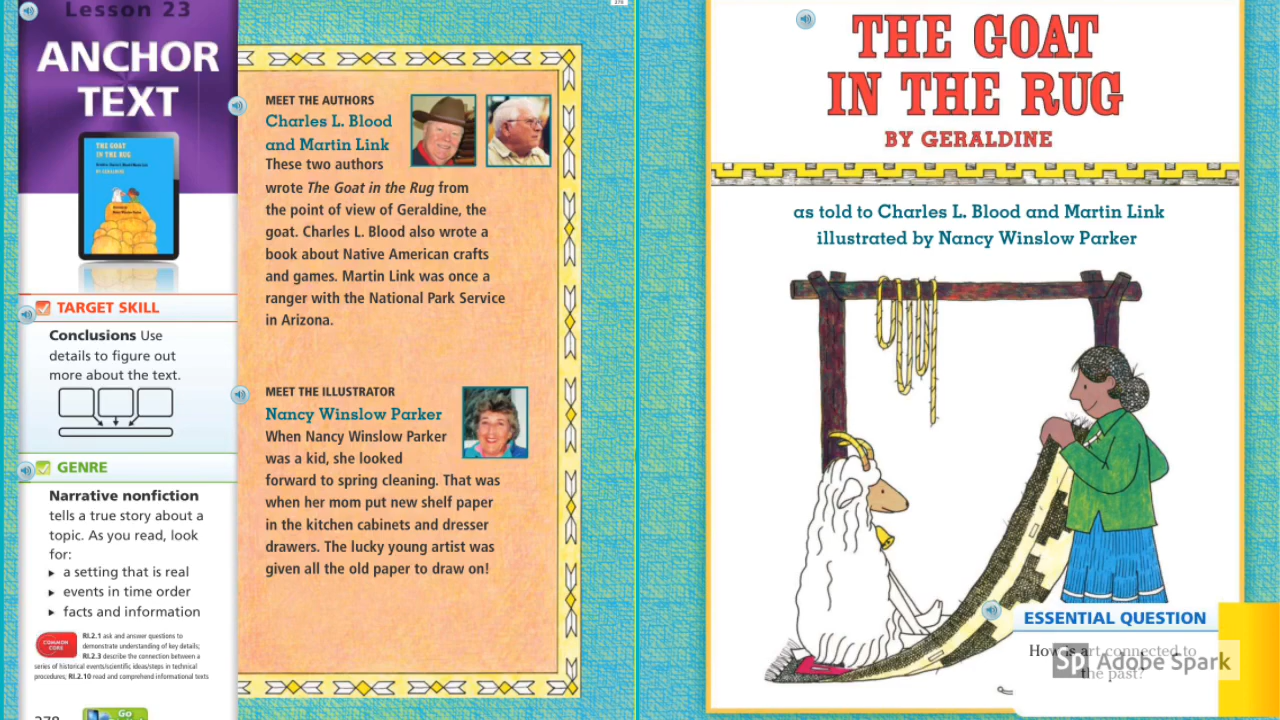 Lesson 23
ANCHOR
TEXT
THE GOAT
IN THE RUG
BY GERALDINE
TARGET SKILL
Conclusions Use
details to figure out
more about the text.
GENRE
Narrative nonfiction
tells a true story about a
topic. As you read, look
for:
▸ a setting that is real
▸ events in time order
▸ facts and information
COMMON
CORE
RI.2.1 ask and answer questions to
demonstrate understanding of key details;
RI.2.3 describe the connection between a
series of historical events/scientific ideas/steps in technical
procedures; RI.2.10 read and comprehend informational texts
378
Go
MEET THE AUTHORS
Charles L. Blood
and Martin Link
These two authors
wrote The Goat in the Rug from
the point of view of Geraldine, the
goat. Charles L. Blood also wrote a
book about Native American crafts
and games. Martin Link was once a
ranger with the National Park Service
in Arizona.
MEET THE ILLUSTRATOR
Nancy Winslow Parker
When Nancy Winslow Parker
was a kid, she looked
forward to spring cleaning. That was
when her mom put new shelf paper
in the kitchen cabinets and dresser
drawers. The lucky young artist was
given all the old paper to draw on!
THE GOAT
IN THE RUG
BY GERALDINE
as told to Charles L. Blood and Martin Link
illustrated by Nancy Winslow Parker
ESSENTIAL QUESTION
How is art connected to
the past?
Sp Adobe Spark